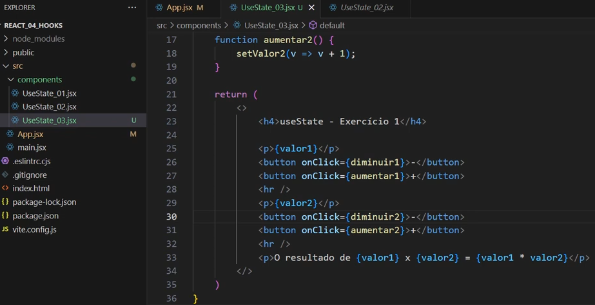 EXPLORER ...
REACT_04_HOOKS
node_modules
public
src
components
UseState_01.jsx
UseState_02.jsx
UseState_03.jsx U
App.jsx M
main.jsx
.eslintrc.cjs
.gitignore
index.html
package-lock.json
package.json
vite.config.js
App.jsx M UseState_03.jsx U × UseState_02.jsx
src > components > UseState_03.jsx > default
17 function aumentar2() {
18 setValor2(v => v + 1);
19 }
20
21 return (
22 <>
23 <h4>useState - Exercício 1</h4>
24
25 <p>{valor1}</p>
26 <button onClick={diminuir1}>-</button>
27 <button onClick={aumentar1}>+</button>
28 <hr />
29 <p>{valor2}</p>
30 <button onClick={diminuir2}>-</button>
31 <button onClick={aumentar2}>+</button>
32 <hr />
33 <p>O resultado de {valor1} x {valor2} = {valor1 * valor2}</p>
34 </>
35 )
36 }